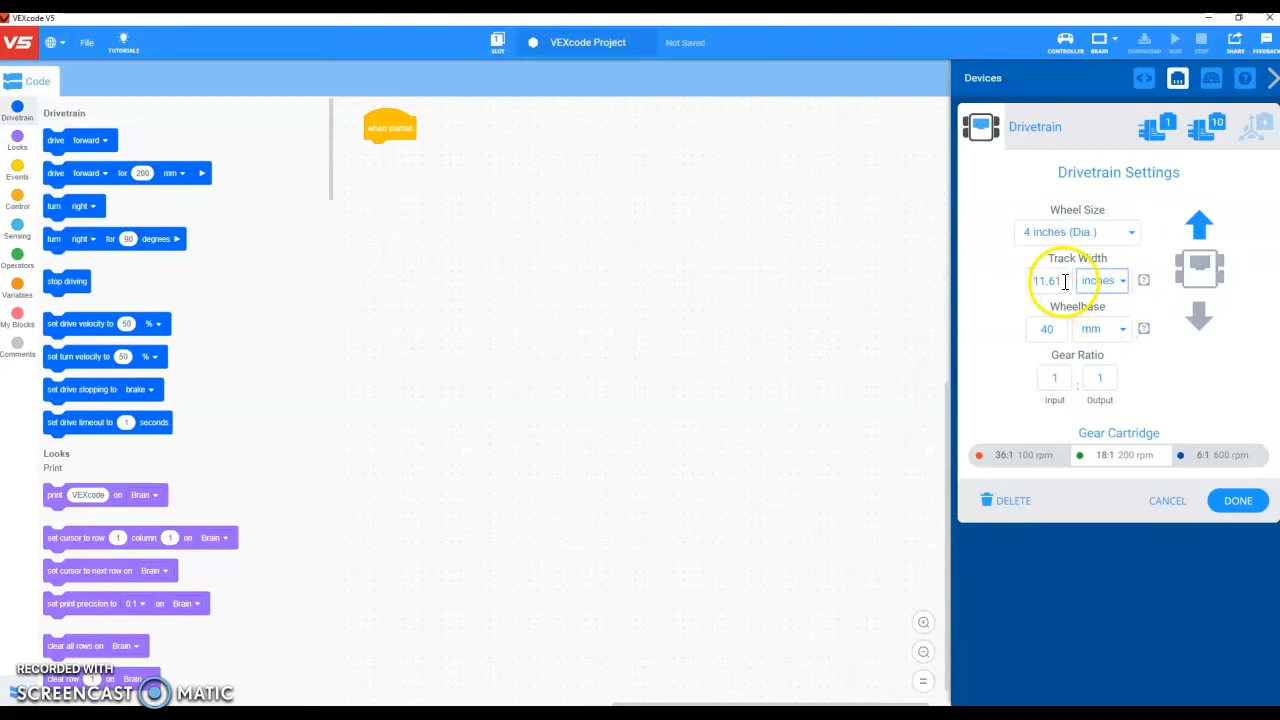 VEXcode V5
V5 File TUTORIALS 1 SLOT VEXcode Project Not Saved CONTROLLER BRAIN DOWNLOAD RUN STOP SHARE FEEDBACK
Code
Devices
Drivetrain
Looks
Events
Control
Sensing
Operators
Variables
My Blocks
Comments
Drivetrain
drive forward
drive forward for 200 mm
turn right
turn right for 90 degrees
stop driving
set drive velocity to 50 %
set turn velocity to 50 %
set drive stopping to brake
set drive timeout to 1 seconds
Looks
Print
print VEXcode on Brain
set cursor to row 1 column 1 on Brain
set cursor to next row on Brain
set print precision to 0.1 on Brain
clear all rows on Brain
clear row 1 on Brain
when started
Drivetrain 1 10
Drivetrain Settings
Wheel Size
4 inches (Dia.)
Track Width
11.61 inches ?
Wheelbase
40 mm ?
Gear Ratio
1 : 1
Input Output
Gear Cartridge
36:1 100 rpm 18:1 200 rpm 6:1 600 rpm
DELETE CANCEL DONE
RECORDED WITH
SCREENCAST MATIC